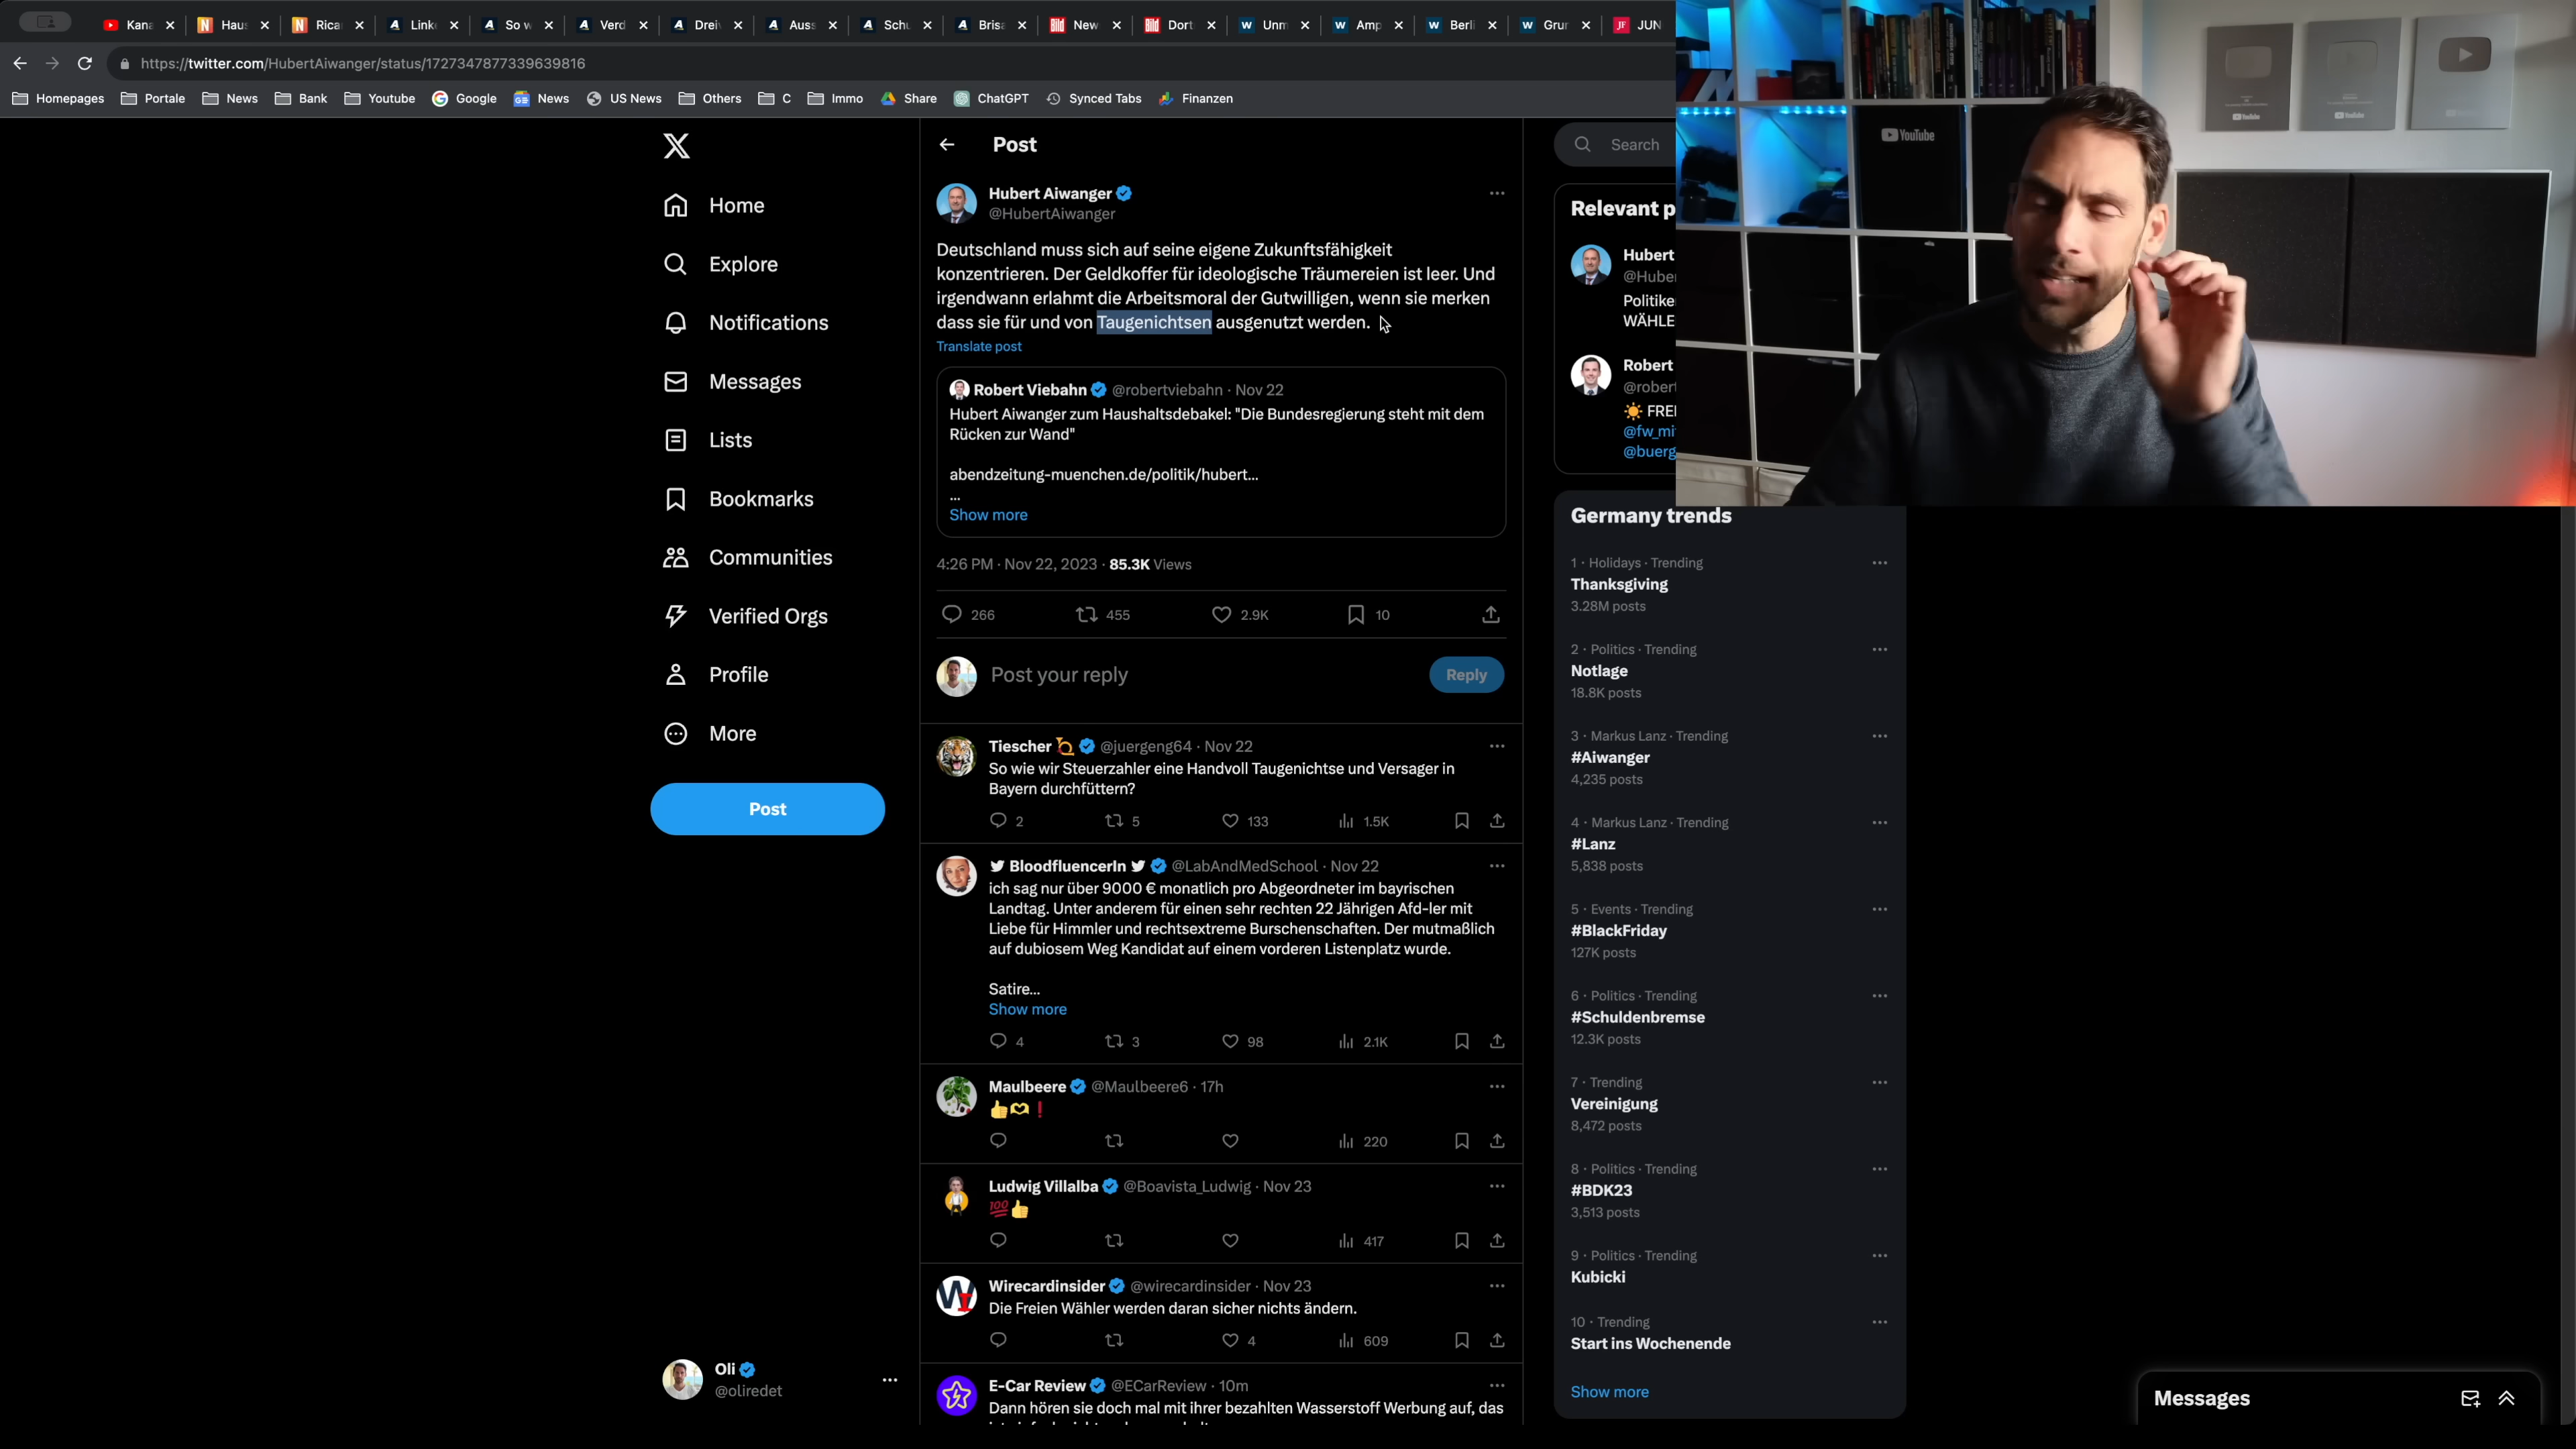 Kana
Haus
Rica
Link
So w
Verd
Drei
Auss
Schu
Brisa
New
Dort
Unm
Amp
Berli
Grun
JUN
https://twitter.com/HubertAiwanger/status/1727347877339639816
Homepages Portale News Bank Youtube Google News US News Others C Immo Share ChatGPT Synced Tabs Finanzen
Home
Explore
Notifications
Messages
Lists
Bookmarks
Communities
Verified Orgs
Profile
More
Post
Oli
@oliredet
Post
Hubert Aiwanger
@HubertAiwanger
Deutschland muss sich auf seine eigene Zukunftsfähigkeit
konzentrieren. Der Geldkoffer für ideologische Träumereien ist leer. Und
irgendwann erlahmt die Arbeitsmoral der Gutwilligen, wenn sie merken
dass sie für und von Taugenichtsen ausgenutzt werden.
Translate post
Robert Viebahn @robertviebahn · Nov 22
Hubert Aiwanger zum Haushaltsdebakel: "Die Bundesregierung steht mit dem
Rücken zur Wand"
abendzeitung-muenchen.de/politik/hubert...
...
Show more
4:26 PM · Nov 22, 2023 · 85.3K Views
266 455 2.9K 10
Post your reply
Reply
Tiescher @juergeng64 · Nov 22
So wie wir Steuerzahler eine Handvoll Taugenichtse und Versager in
Bayern durchfüttern?
2 5 133 1.5K
BloodfluencerIn @LabAndMedSchool · Nov 22
ich sag nur über 9000 € monatlich pro Abgeordneter im bayrischen
Landtag. Unter anderem für einen sehr rechten 22 Jährigen Afd-ler mit
Liebe für Himmler und rechtsextreme Burschenschaften. Der mutmaßlich
auf dubiosem Weg Kandidat auf einem vorderen Listenplatz wurde.
Satire...
Show more
4 3 98 2.1K
Maulbeere @Maulbeere6 · 17h
👍🫶❗
220
Ludwig Villalba @Boavista_Ludwig · Nov 23
💯👍
417
Wirecardinsider @wirecardinsider · Nov 23
Die Freien Wähler werden daran sicher nichts ändern.
4 609
E-Car Review @ECarReview · 10m
Dann hören sie doch mal mit ihrer bezahlten Wasserstoff Werbung auf, das
Search
Relevant p
Hubert
@Huber
Politike
WÄHLE
Robert
@robert
☀️ FREI
@fw_mi
@buerg
Germany trends
1 · Holidays · Trending
Thanksgiving
3.28M posts
2 · Politics · Trending
Notlage
18.8K posts
3 · Markus Lanz · Trending
#Aiwanger
4,235 posts
4 · Markus Lanz · Trending
#Lanz
5,838 posts
5 · Events · Trending
#BlackFriday
127K posts
6 · Politics · Trending
#Schuldenbremse
12.3K posts
7 · Trending
Vereinigung
8,472 posts
8 · Politics · Trending
#BDK23
3,513 posts
9 · Politics · Trending
Kubicki
10 · Trending
Start ins Wochenende
Show more
Messages
YouTube
YouTube
YouTube